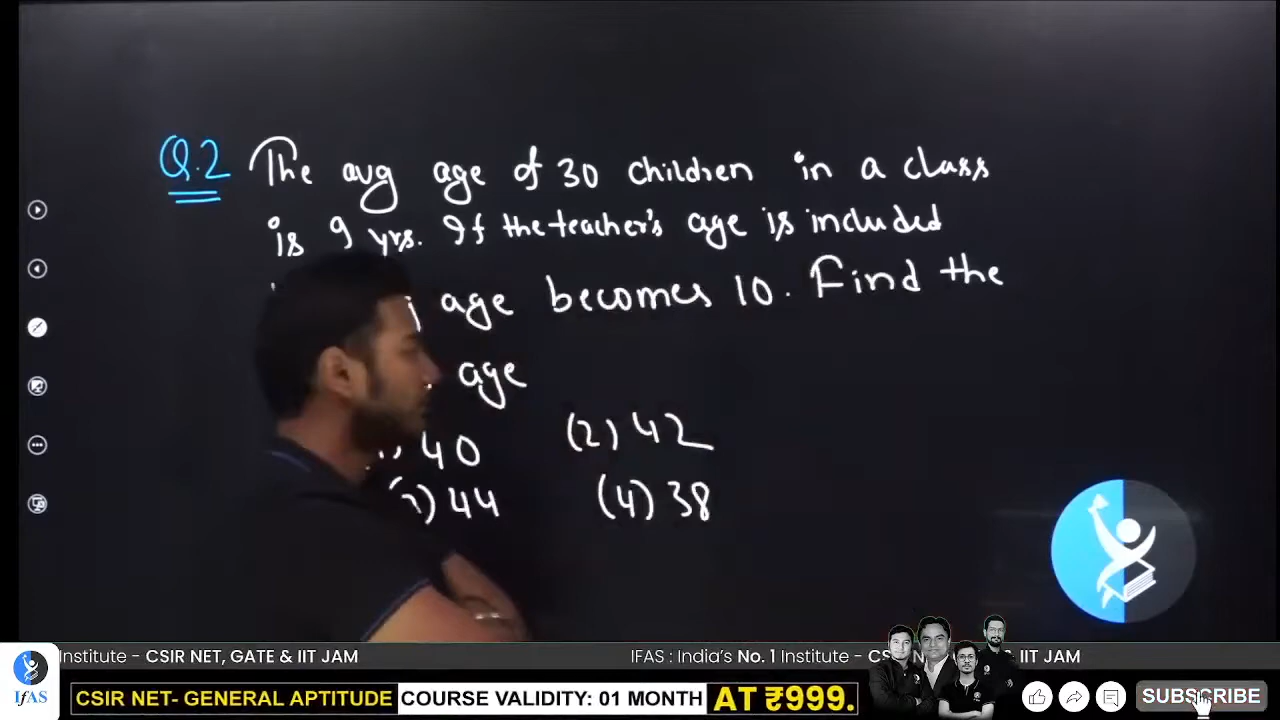 Q.2 The avg age of 30 children in a class
is 9 yrs. If the teacher's age is included
age becomes 10. Find the
age
40 (2) 42
44 (4) 38
Institute - CSIR NET, GATE & IIT JAM IFAS : India's No. 1 Institute - & IIT JAM
IFAS
CSIR NET- GENERAL APTITUDE COURSE VALIDITY: 01 MONTH AT ₹999.
SUBSCRIBE